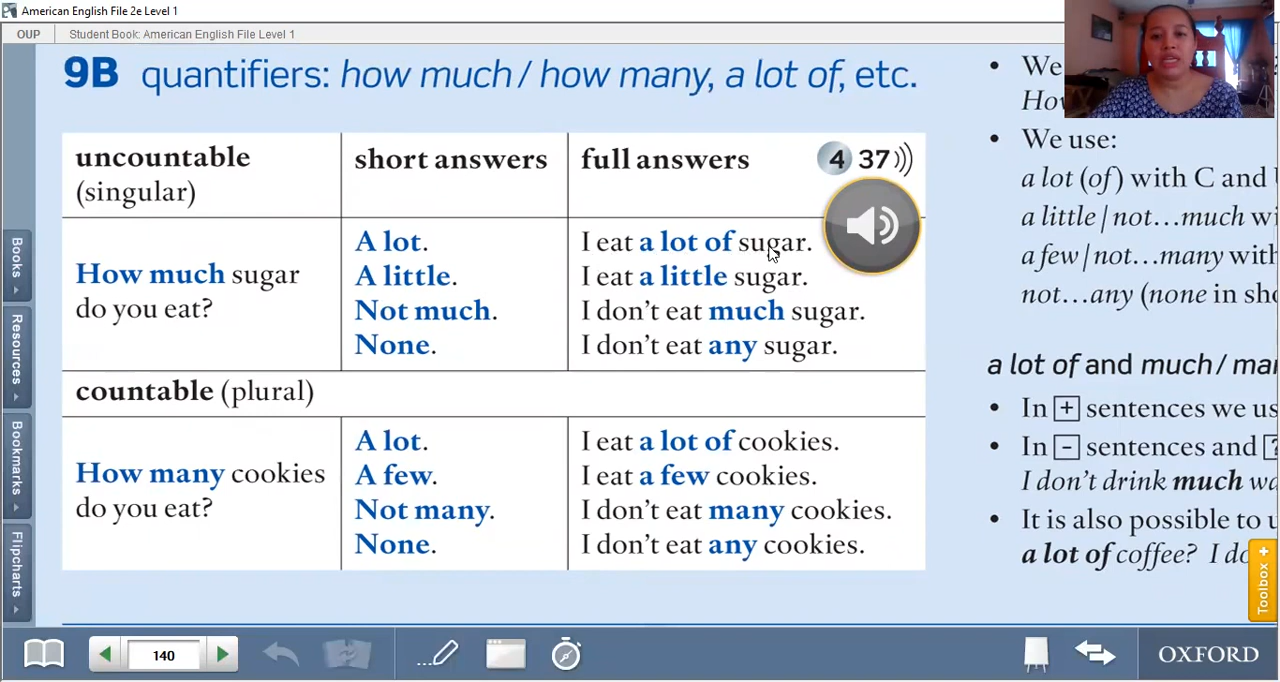 American English File 2e Level 1
OUP Student Book: American English File Level 1
9B quantifiers: how much / how many, a lot of, etc.
uncountable (singular)
short answers
full answers
4 37
How much sugar do you eat?
A lot.
A little.
Not much.
None.
I eat a lot of sugar.
I eat a little sugar.
I don't eat much sugar.
I don't eat any sugar.
countable (plural)
How many cookies do you eat?
A lot.
A few.
Not many.
None.
I eat a lot of cookies.
I eat a few cookies.
I don't eat many cookies.
I don't eat any cookies.
• We
• We use:
a lot (of) with C and
a little / not…much
a few / not…many with
not…any (none in
a lot of and much /
• In + sentences we
• In - sentences and
I don't drink much
• It is also possible to
a lot of coffee? I
Books
Resources
Bookmarks
Flipcharts
Toolbox +
140
OXFORD